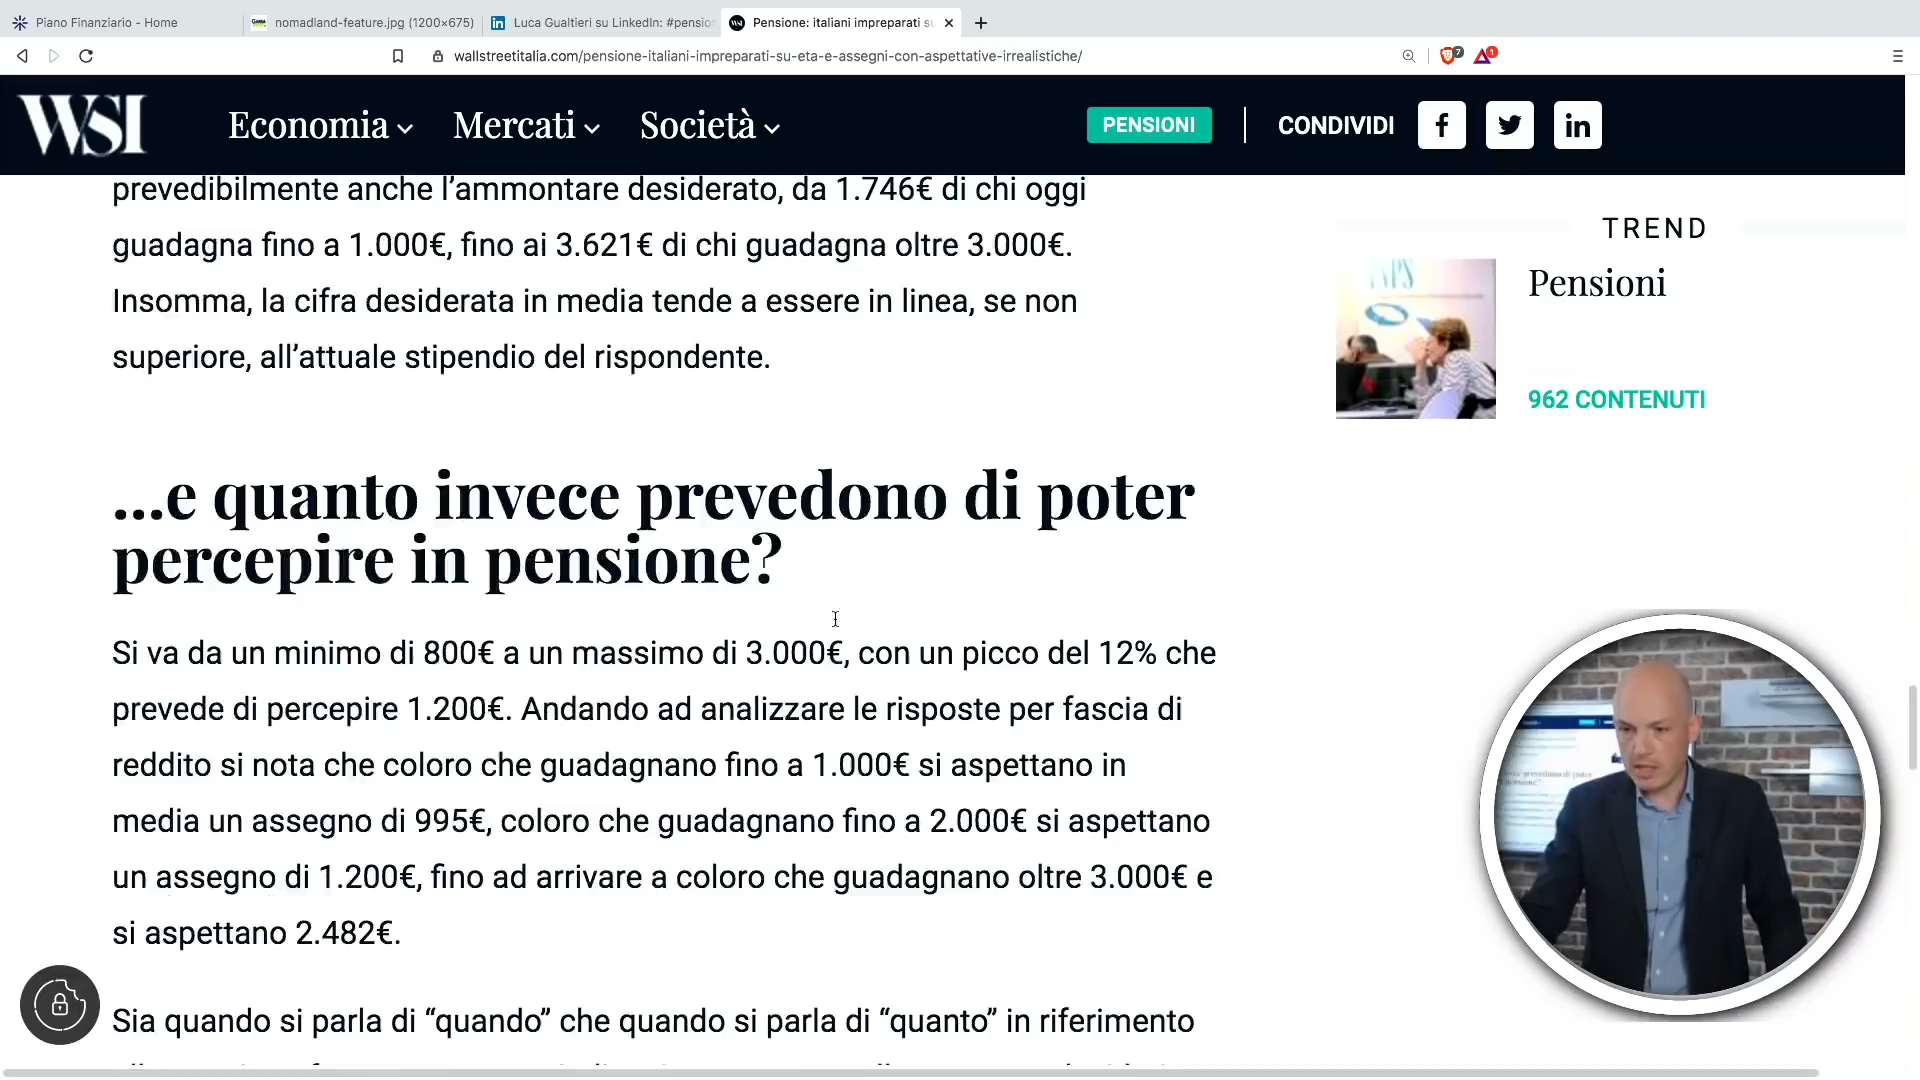 Piano Finanziario - Home
nomadland-feature.jpg (1200×675)
Luca Gualtieri su LinkedIn: #pensio
Pensione: italiani impreparati su
wallstreetitalia.com/pensione-italiani-impreparati-su-eta-e-assegni-con-aspettative-irrealistiche/
7
1
WSI
Economia
Mercati
Società
PENSIONI
CONDIVIDI
prevedibilmente anche l’ammontare desiderato, da 1.746€ di chi oggi
guadagna fino a 1.000€, fino ai 3.621€ di chi guadagna oltre 3.000€.
Insomma, la cifra desiderata in media tende a essere in linea, se non
superiore, all’attuale stipendio del rispondente.
TREND
Pensioni
962 CONTENUTI
…e quanto invece prevedono di poter
percepire in pensione?
Si va da un minimo di 800€ a un massimo di 3.000€, con un picco del 12% che
prevede di percepire 1.200€. Andando ad analizzare le risposte per fascia di
reddito si nota che coloro che guadagnano fino a 1.000€ si aspettano in
media un assegno di 995€, coloro che guadagnano fino a 2.000€ si aspettano
un assegno di 1.200€, fino ad arrivare a coloro che guadagnano oltre 3.000€ e
si aspettano 2.482€.
Sia quando si parla di “quando” che quando si parla di “quanto” in riferimento